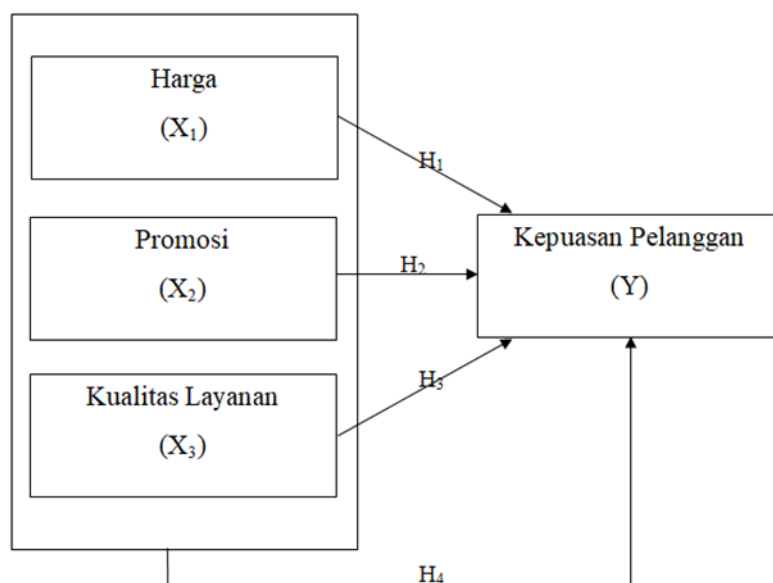 Harga
(X₁)
H₁
Promosi
(X₂)
H₂
Kepuasan Pelanggan
(Y)
Kualitas Layanan
(X₃)
H₃
H₄